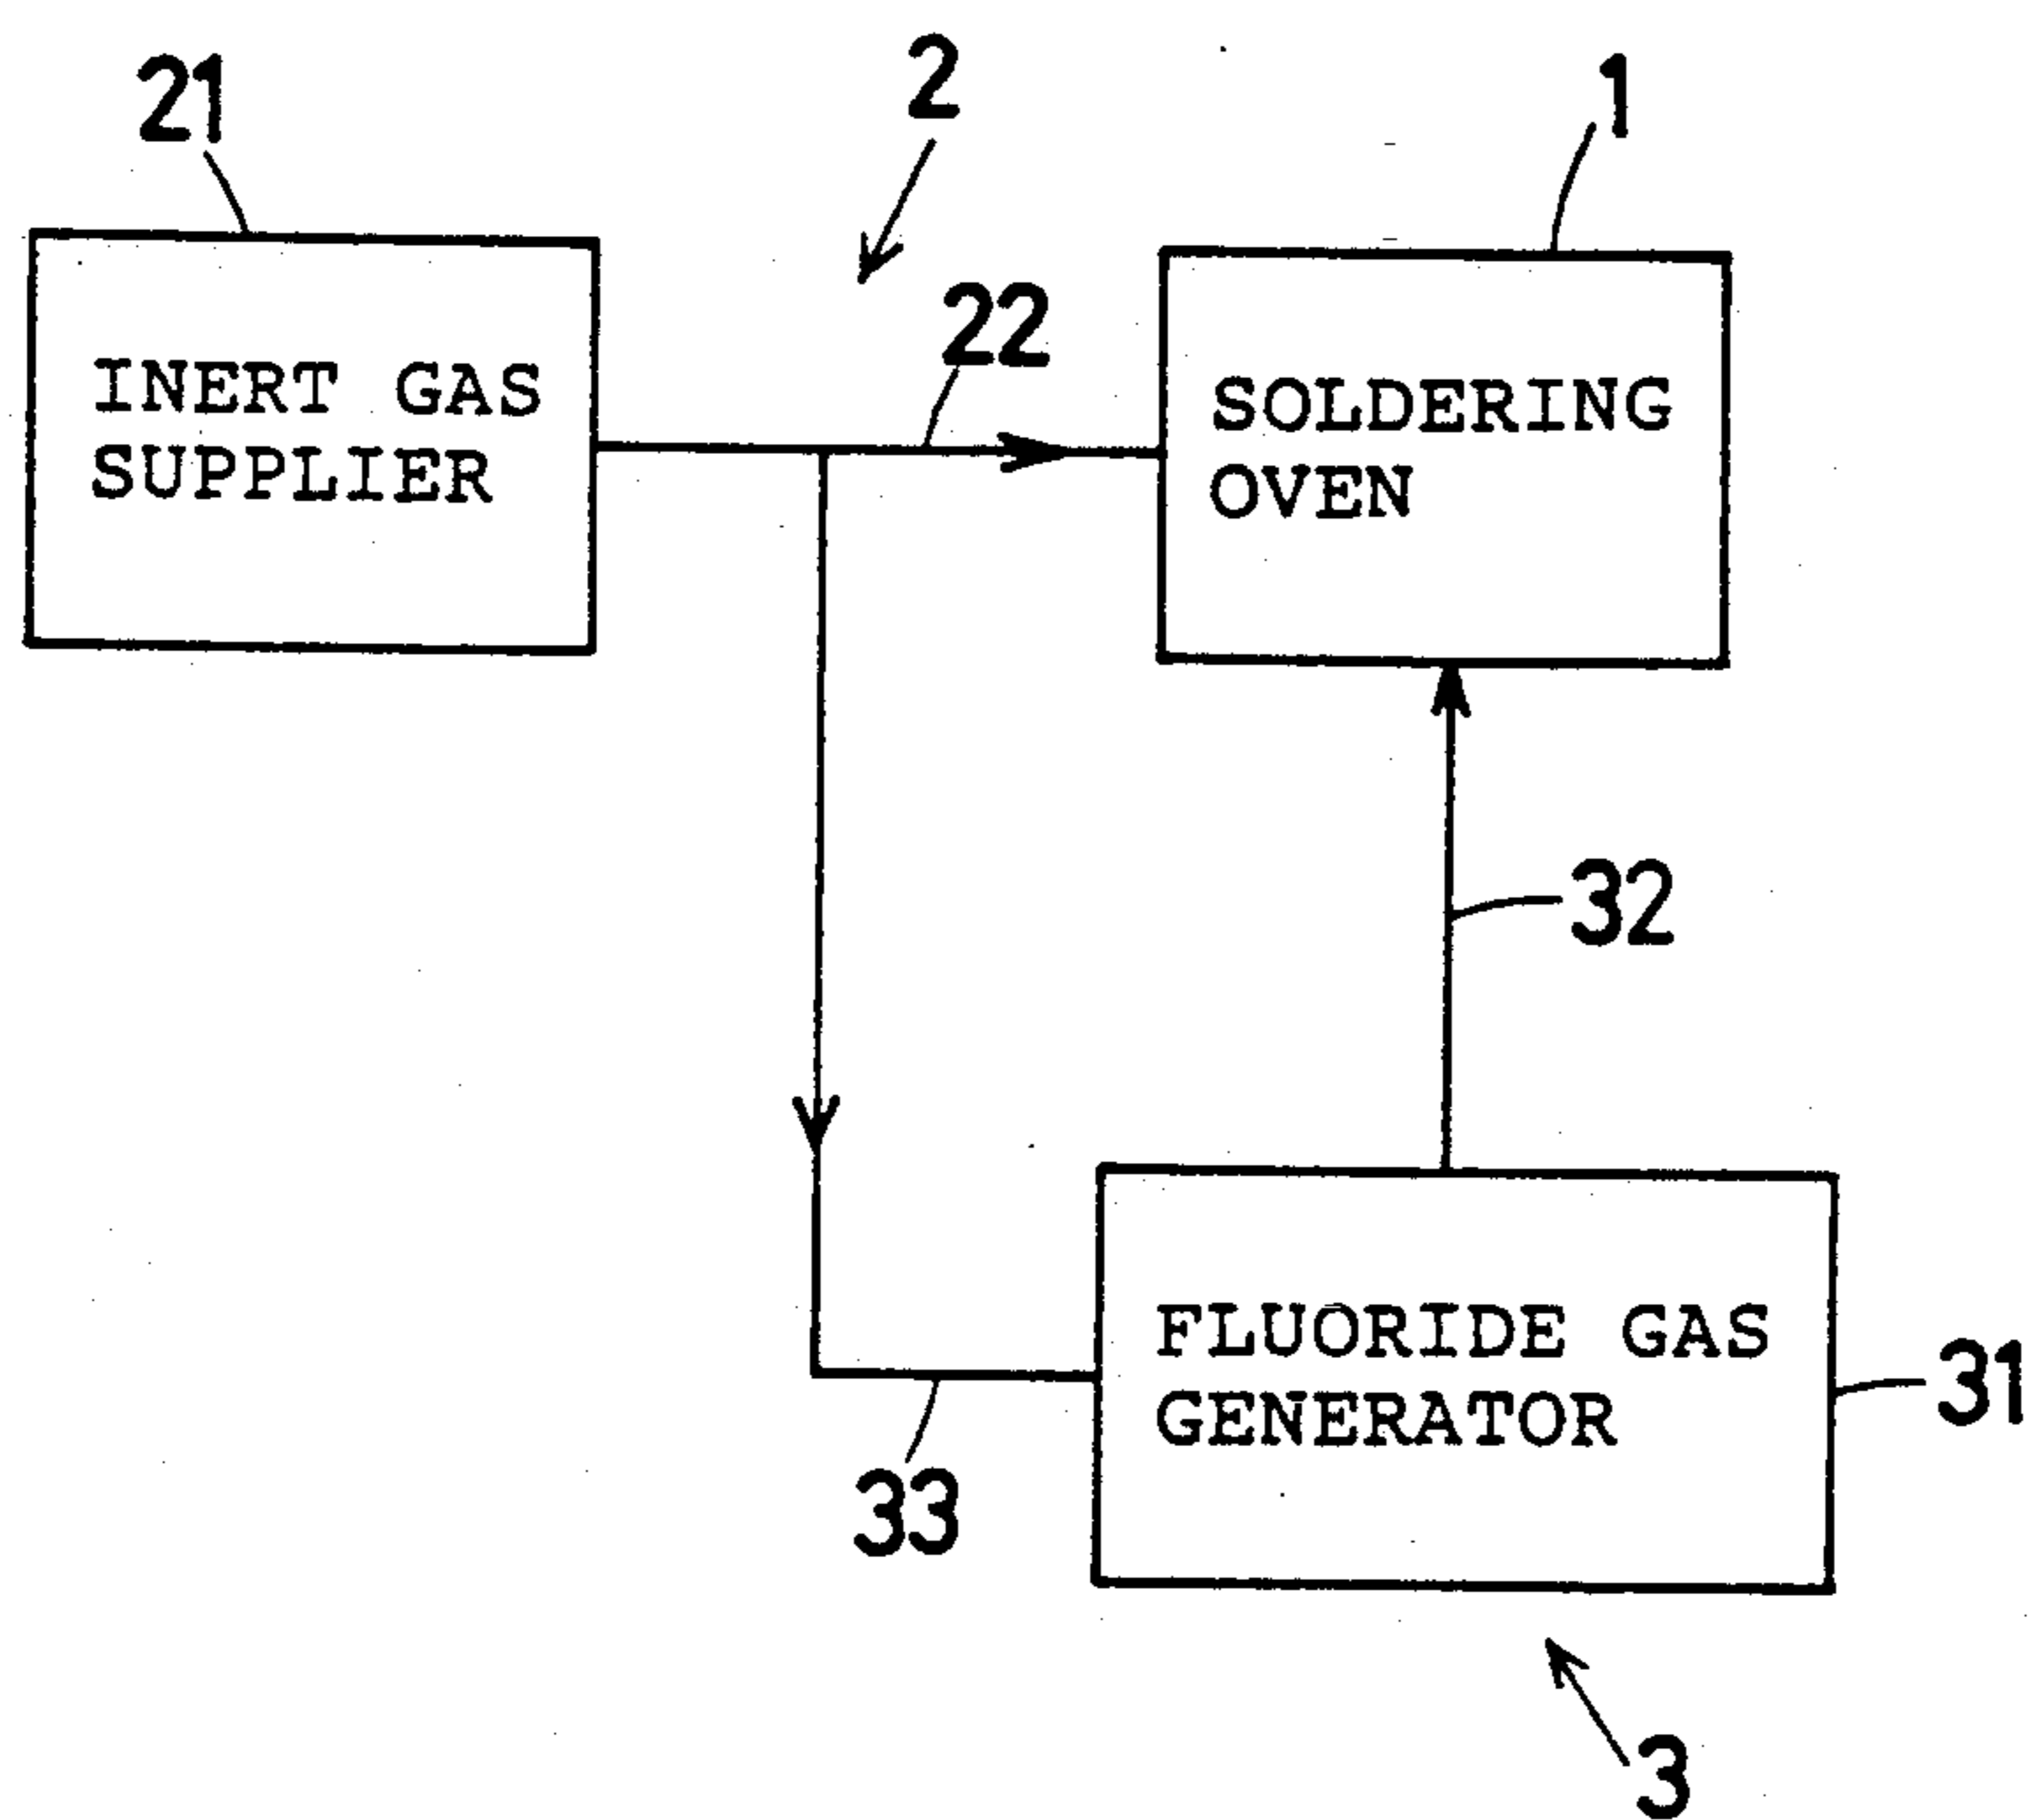 21
2
1
22
INERT GAS
SUPPLIER
SOLDERING
OVEN
32
FLUORIDE GAS
GENERATOR
31
33
3